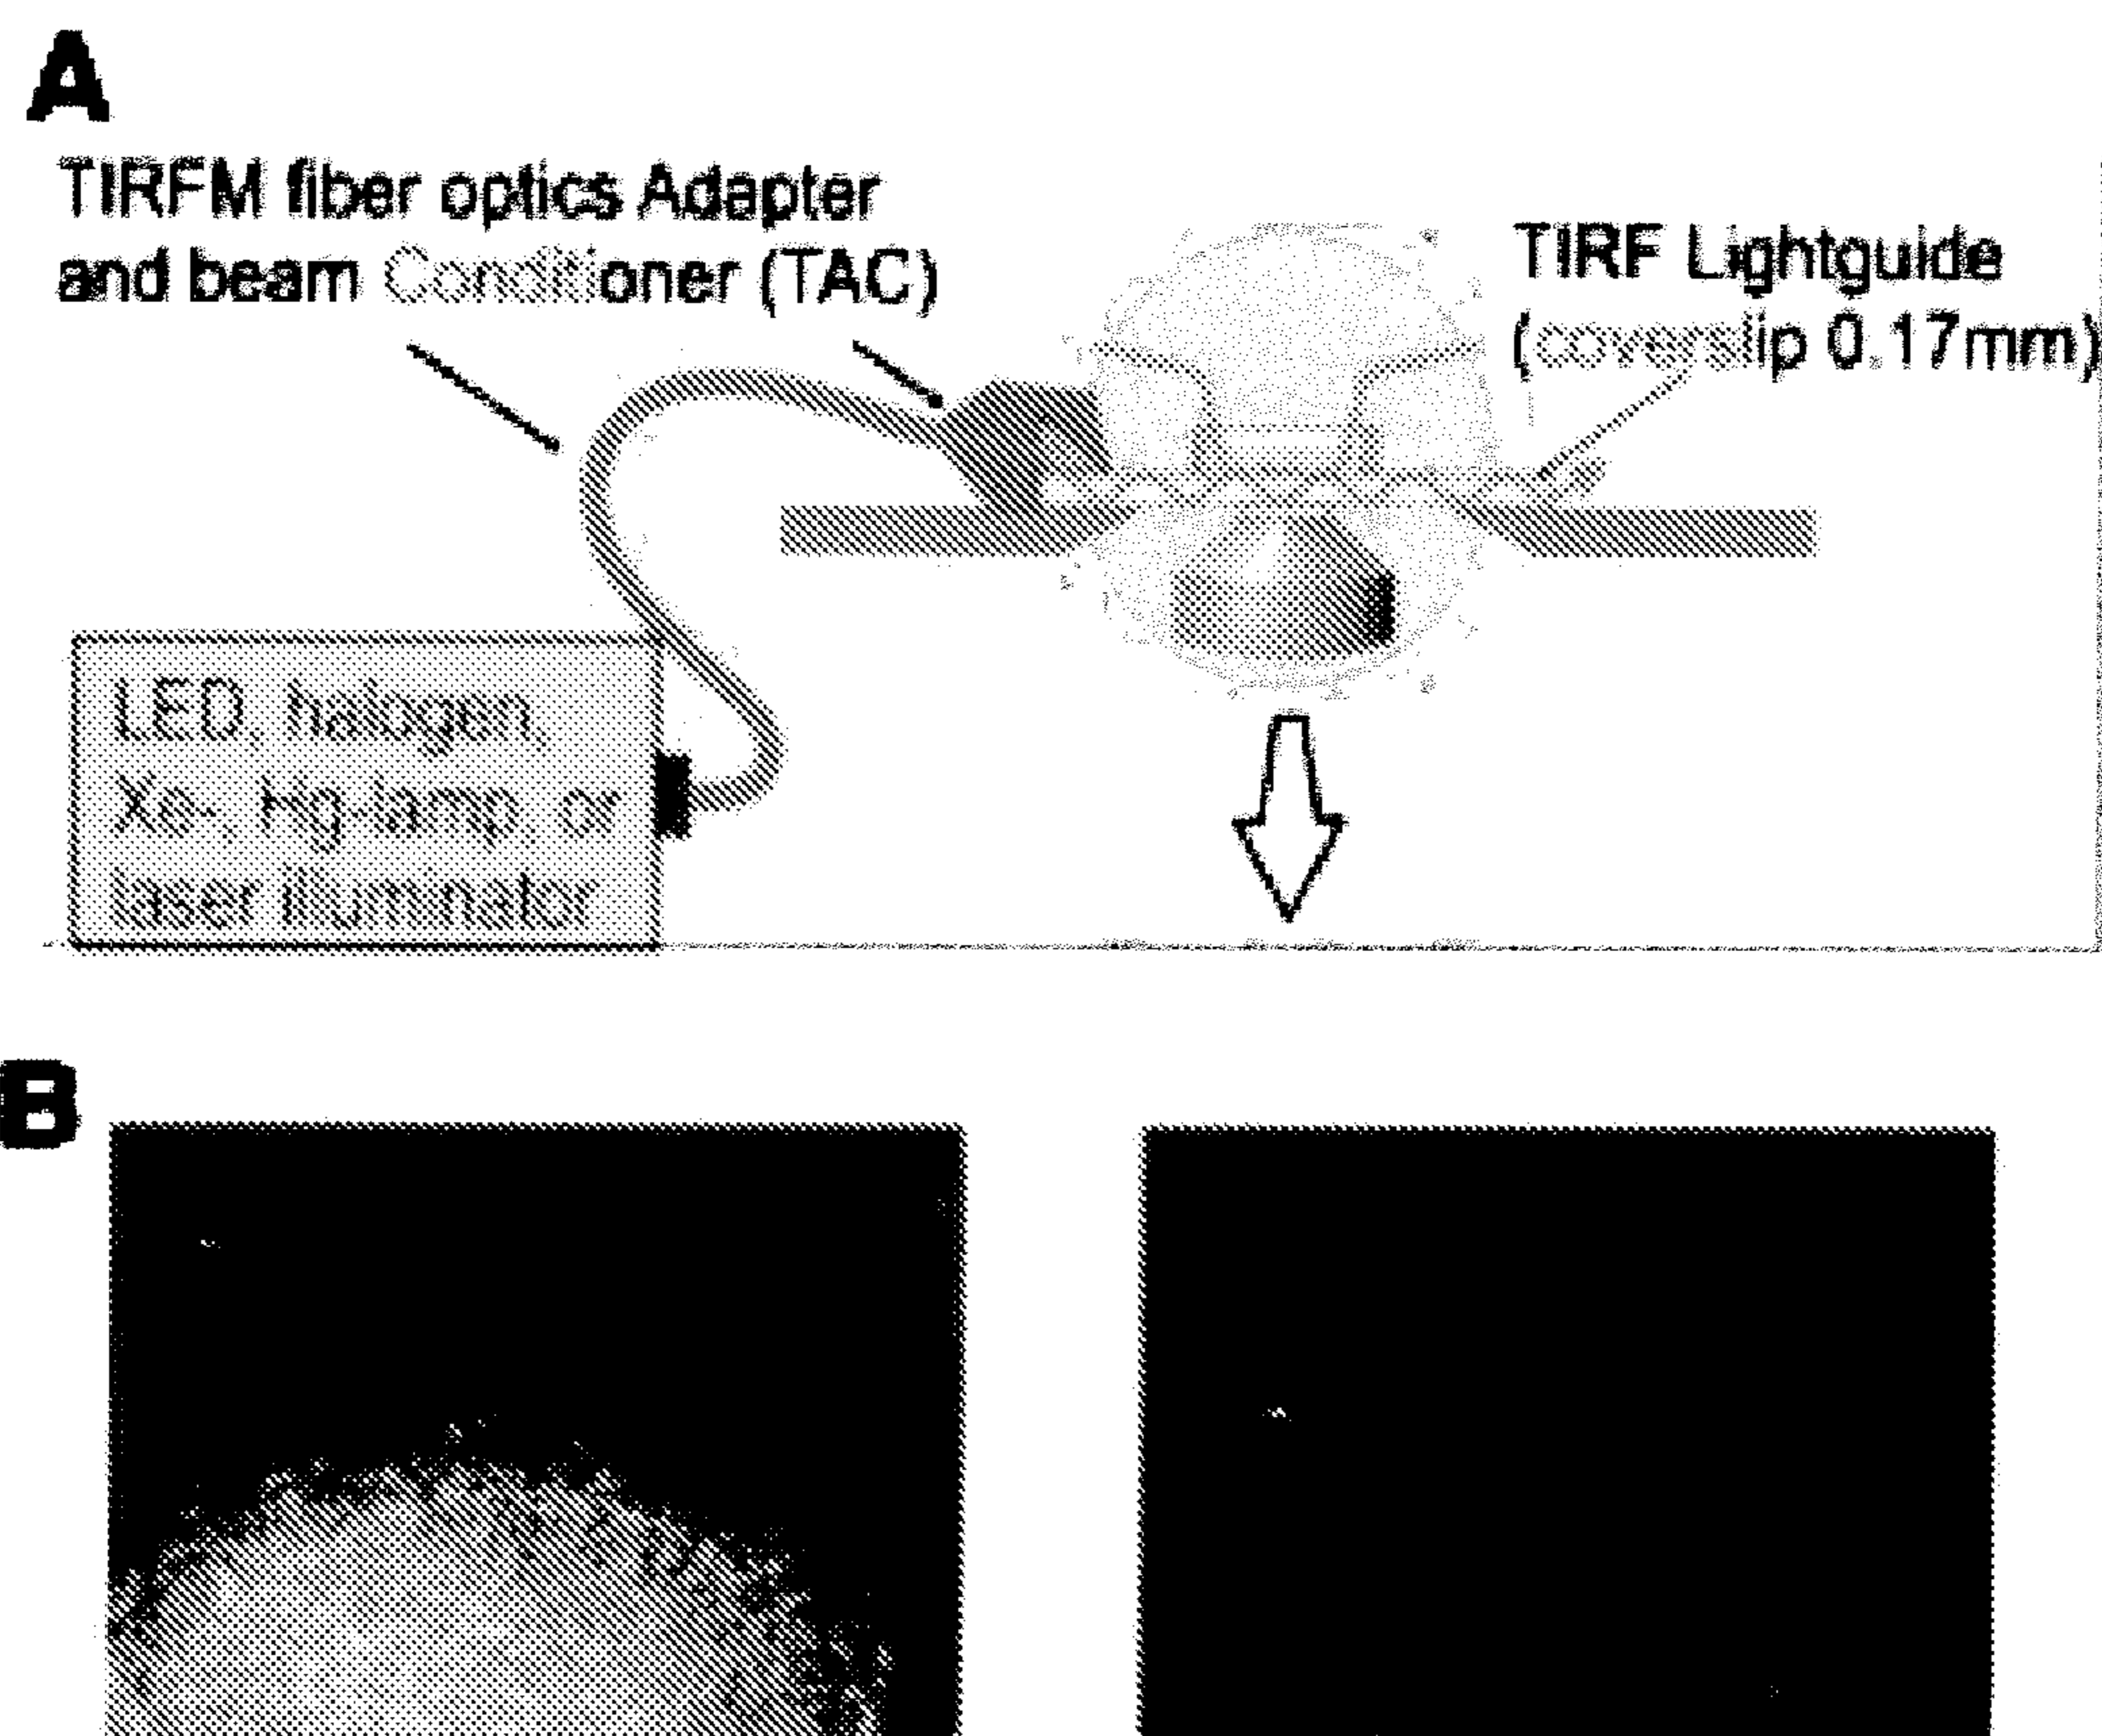 A
TIRFM fiber optics Adapter
and beam Conditioner (TAC)
TIRF Lightguide
(coverslip 0.17mm)
LED, halogen,
Xe-, Hg-lamp, or
laser illuminator
B